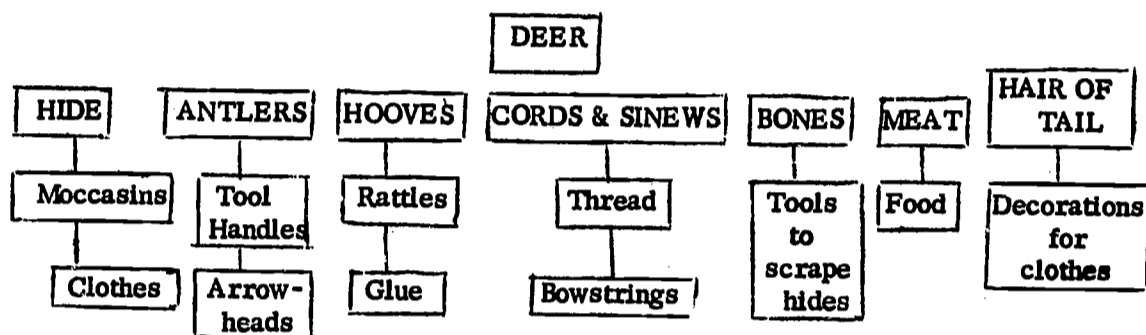 DEER
HIDE
ANTLERS
HOOVES
CORDS & SINEWS
BONES
MEAT
HAIR OF
TAIL
Moccasins
Tool
Handles
Rattles
Thread
Tools
to
scrape
hides
Food
Decorations
for
clothes
Clothes
Arrow-
heads
Glue
Bowstrings